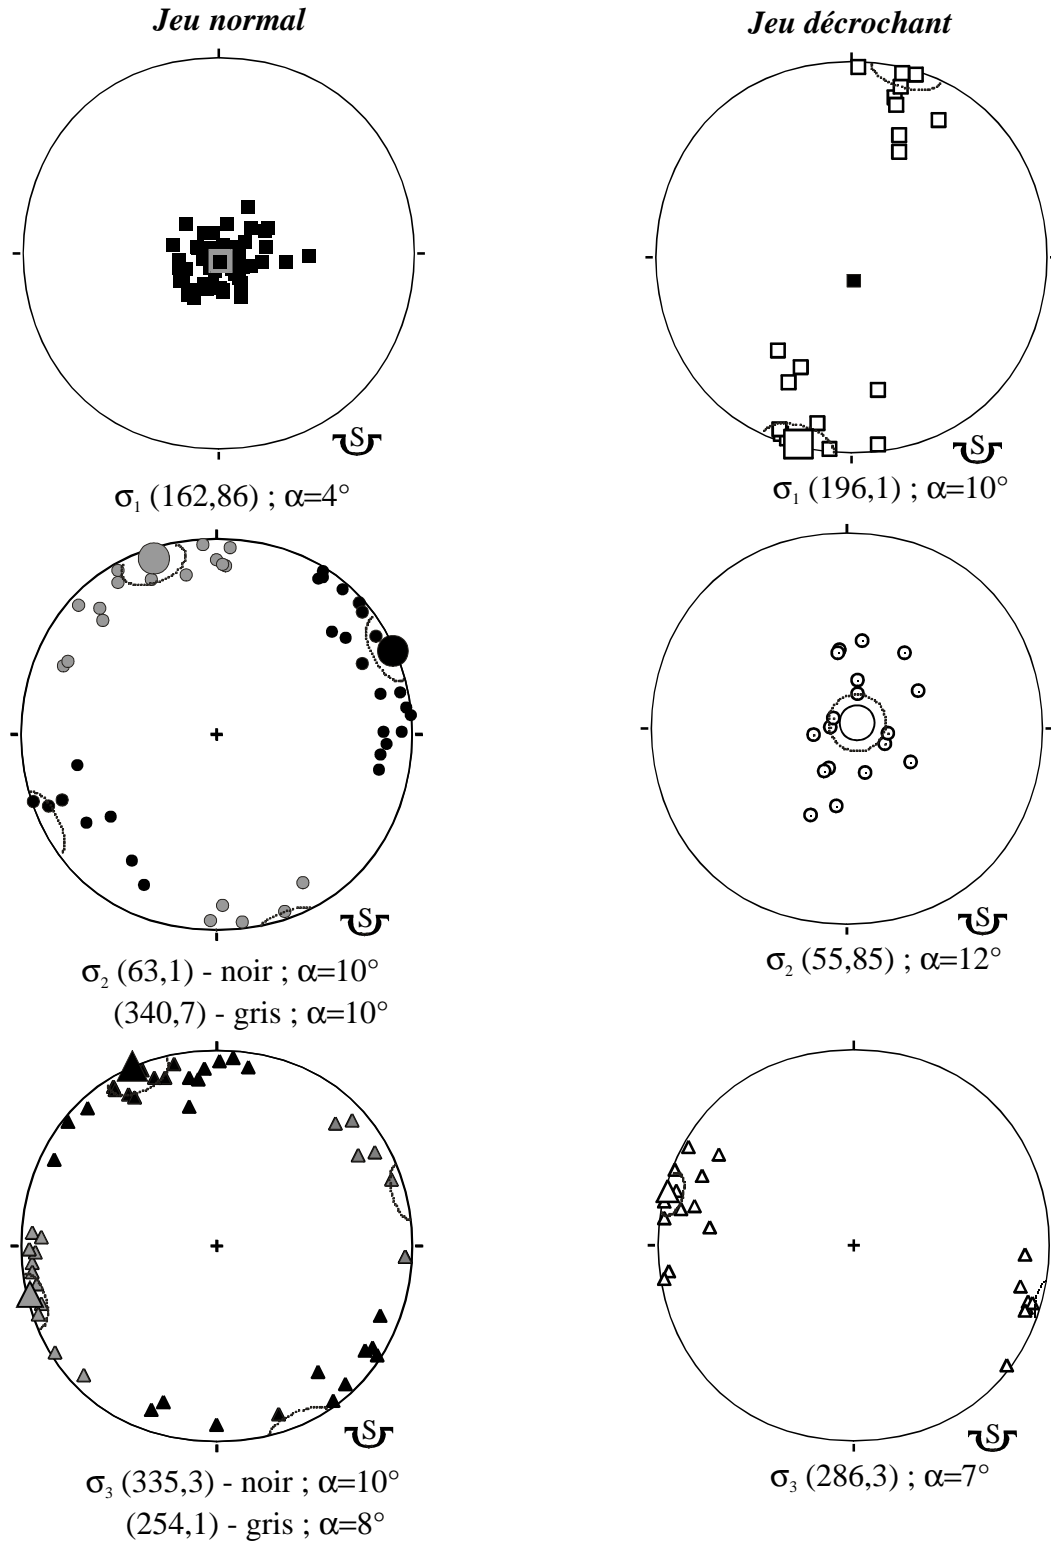 Jeu normal
Jeu décrochant
S
S
σ₁ (162,86) ; α=4°
σ₁ (196,1) ; α=10°
S
S
σ₂ (63,1) - noir ; α=10°
(340,7) - gris ; α=10°
σ₂ (55,85) ; α=12°
S
S
σ₃ (335,3) - noir ; α=10°
(254,1) - gris ; α=8°
σ₃ (286,3) ; α=7°